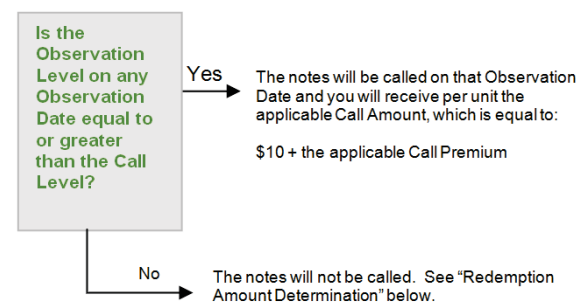 Is the
Observation
Level on any
Observation
Date equal to
or greater
than the Call
Level?
Yes
The notes will be called on that Observation
Date and you will receive per unit the
applicable Call Amount, which is equal to:
$10 + the applicable Call Premium
No
The notes will not be called. See “Redemption
Amount Determination” below.